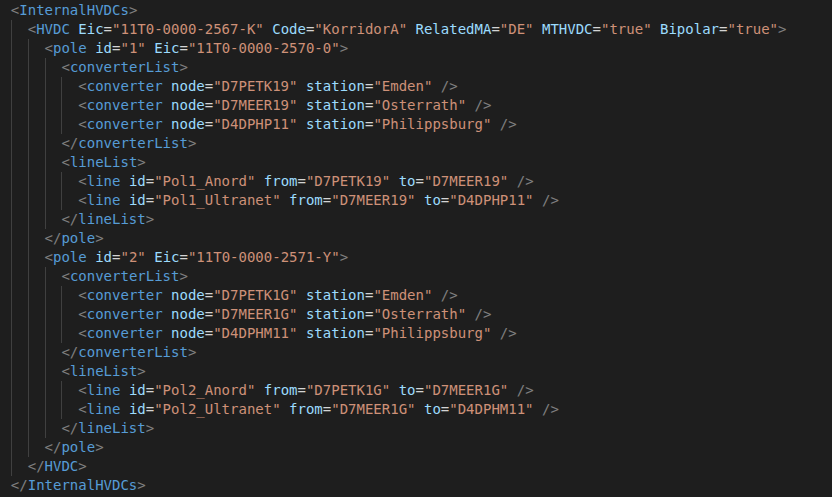 <InternalHVDCs>
<HVDC Eic="11T0-0000-2567-K" Code="KorridorA" RelatedMA="DE" MTHVDC="true" Bipolar="true">
<pole id="1" Eic="11T0-0000-2570-0">
<converterList>
<converter node="D7PETK19" station="Emden" />
<converter node="D7MEER19" station="Osterrath" />
<converter node="D4DPHP11" station="Philippsburg" />
</converterList>
<lineList>
<line id="Pol1_Anord" from="D7PETK19" to="D7MEER19" />
<line id="Pol1_Ultranet" from="D7MEER19" to="D4DPHP11" />
</lineList>
</pole>
<pole id="2" Eic="11T0-0000-2571-Y">
<converterList>
<converter node="D7PETK1G" station="Emden" />
<converter node="D7MEER1G" station="Osterrath" />
<converter node="D4DPHM11" station="Philippsburg" />
</converterList>
<lineList>
<line id="Pol2_Anord" from="D7PETK1G" to="D7MEER1G" />
<line id="Pol2_Ultranet" from="D7MEER1G" to="D4DPHM11" />
</lineList>
</pole>
</HVDC>
</InternalHVDCs>